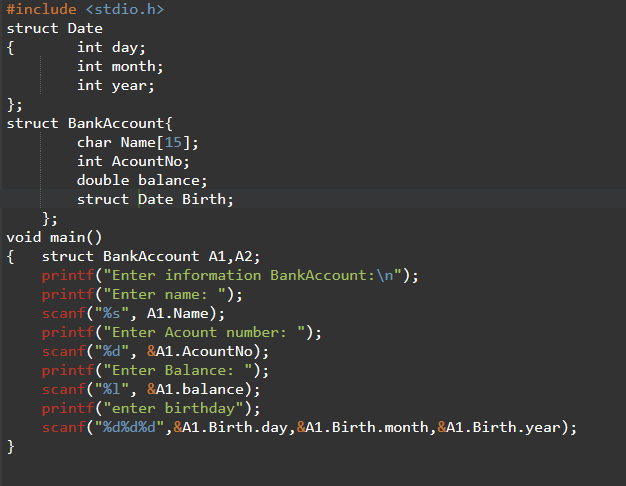 #include <stdio.h>
struct Date
{       int day;
        int month;
        int year;
};
struct BankAccount{
        char Name[15];
        int AcountNo;
        double balance;
        struct Date Birth;
    };
void main()
{   struct BankAccount A1,A2;
    printf("Enter information BankAccount:\n");
    printf("Enter name: ");
    scanf("%s", A1.Name);
    printf("Enter Acount number: ");
    scanf("%d", &A1.AcountNo);
    printf("Enter Balance: ");
    scanf("%l", &A1.balance);
    printf("enter birthday");
    scanf("%d%d%d",&A1.Birth.day,&A1.Birth.month,&A1.Birth.year);
}